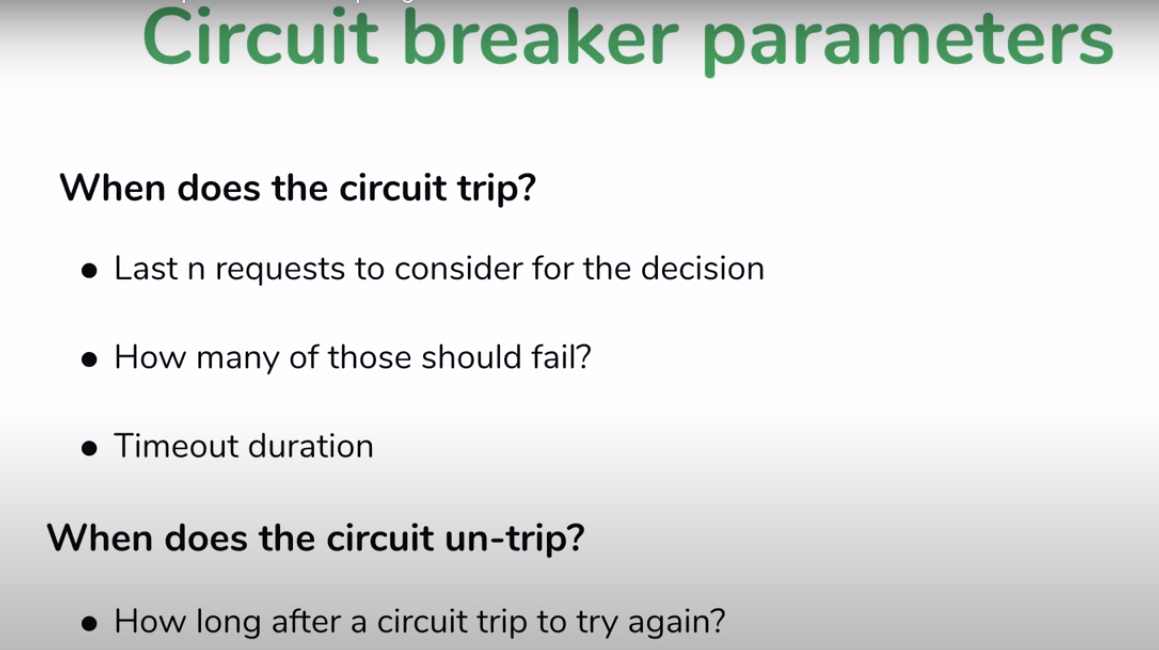 Circuit breaker parameters
When does the circuit trip?
● Last n requests to consider for the decision
● How many of those should fail?
● Timeout duration
When does the circuit un-trip?
● How long after a circuit trip to try again?